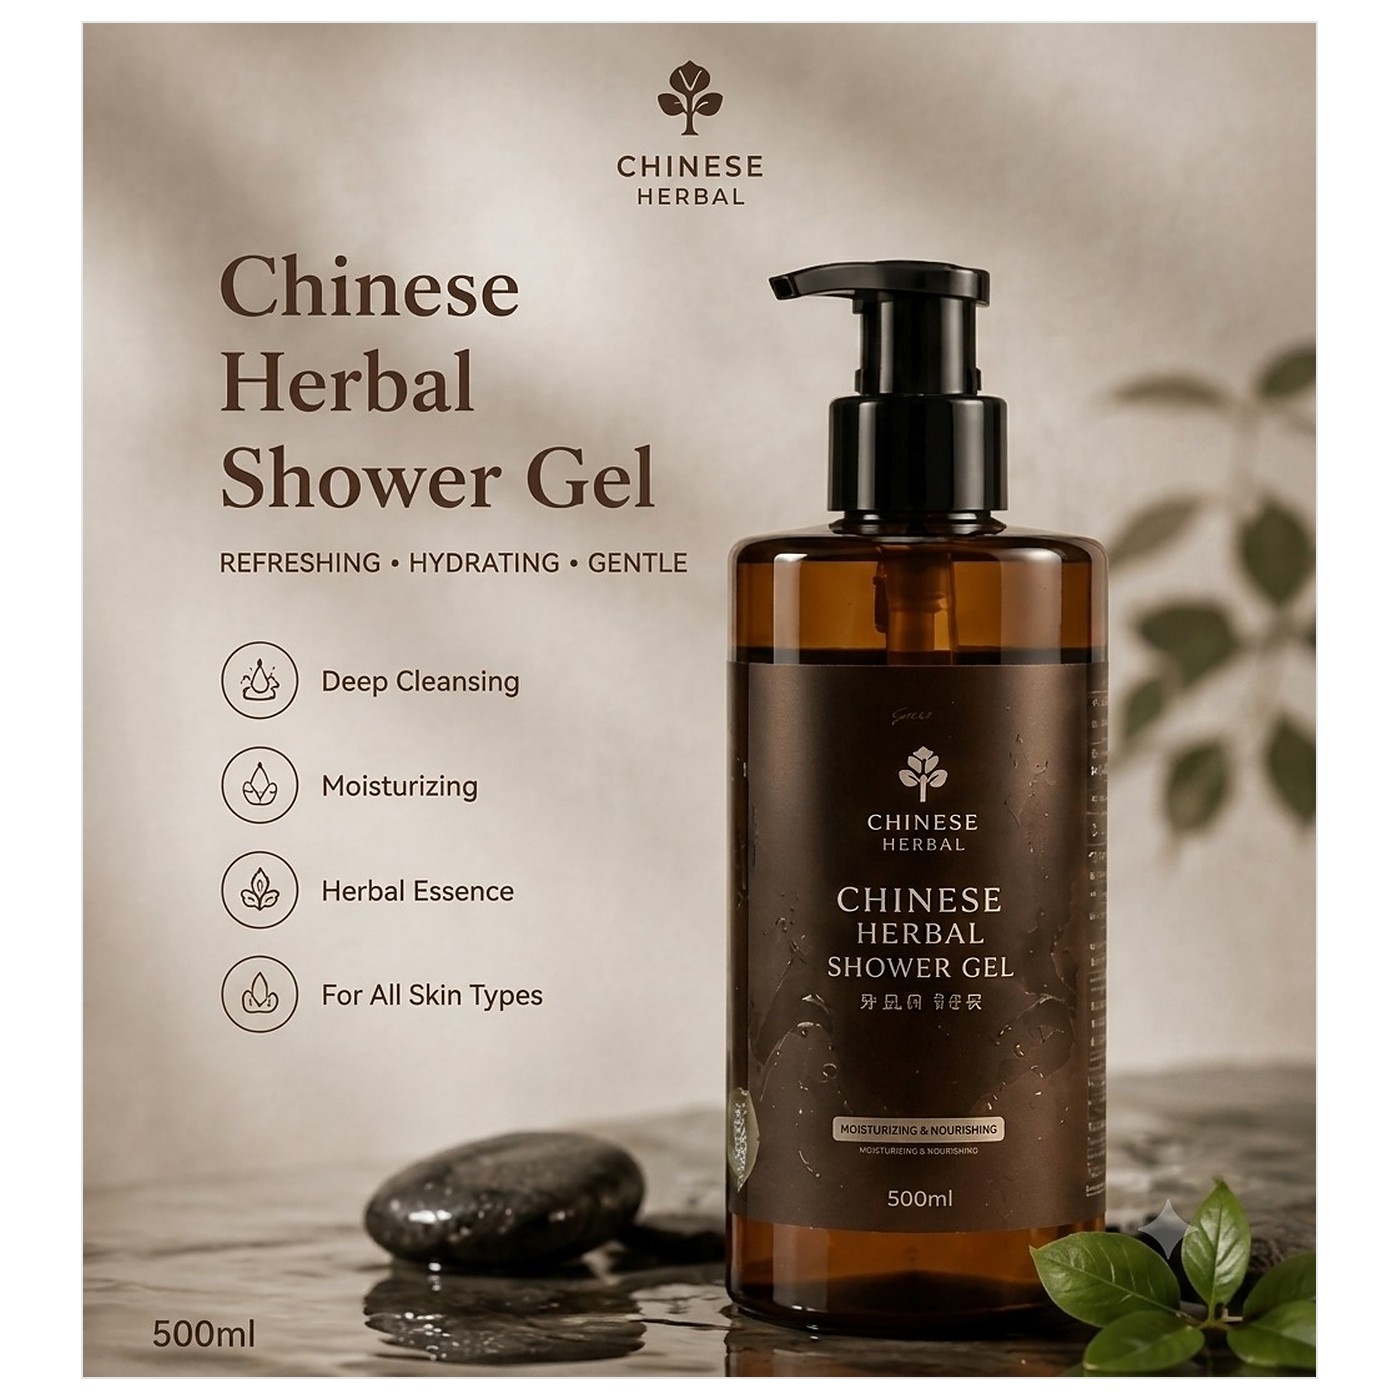 CHINESE
HERBAL
Chinese
Herbal
Shower Gel
REFRESHING • HYDRATING • GENTLE
Deep Cleansing
Moisturizing
Herbal Essence
For All Skin Types
CHINESE
HERBAL
CHINESE
HERBAL
SHOWER GEL
MOISTURIZING & NOURISHING
500ml
500ml